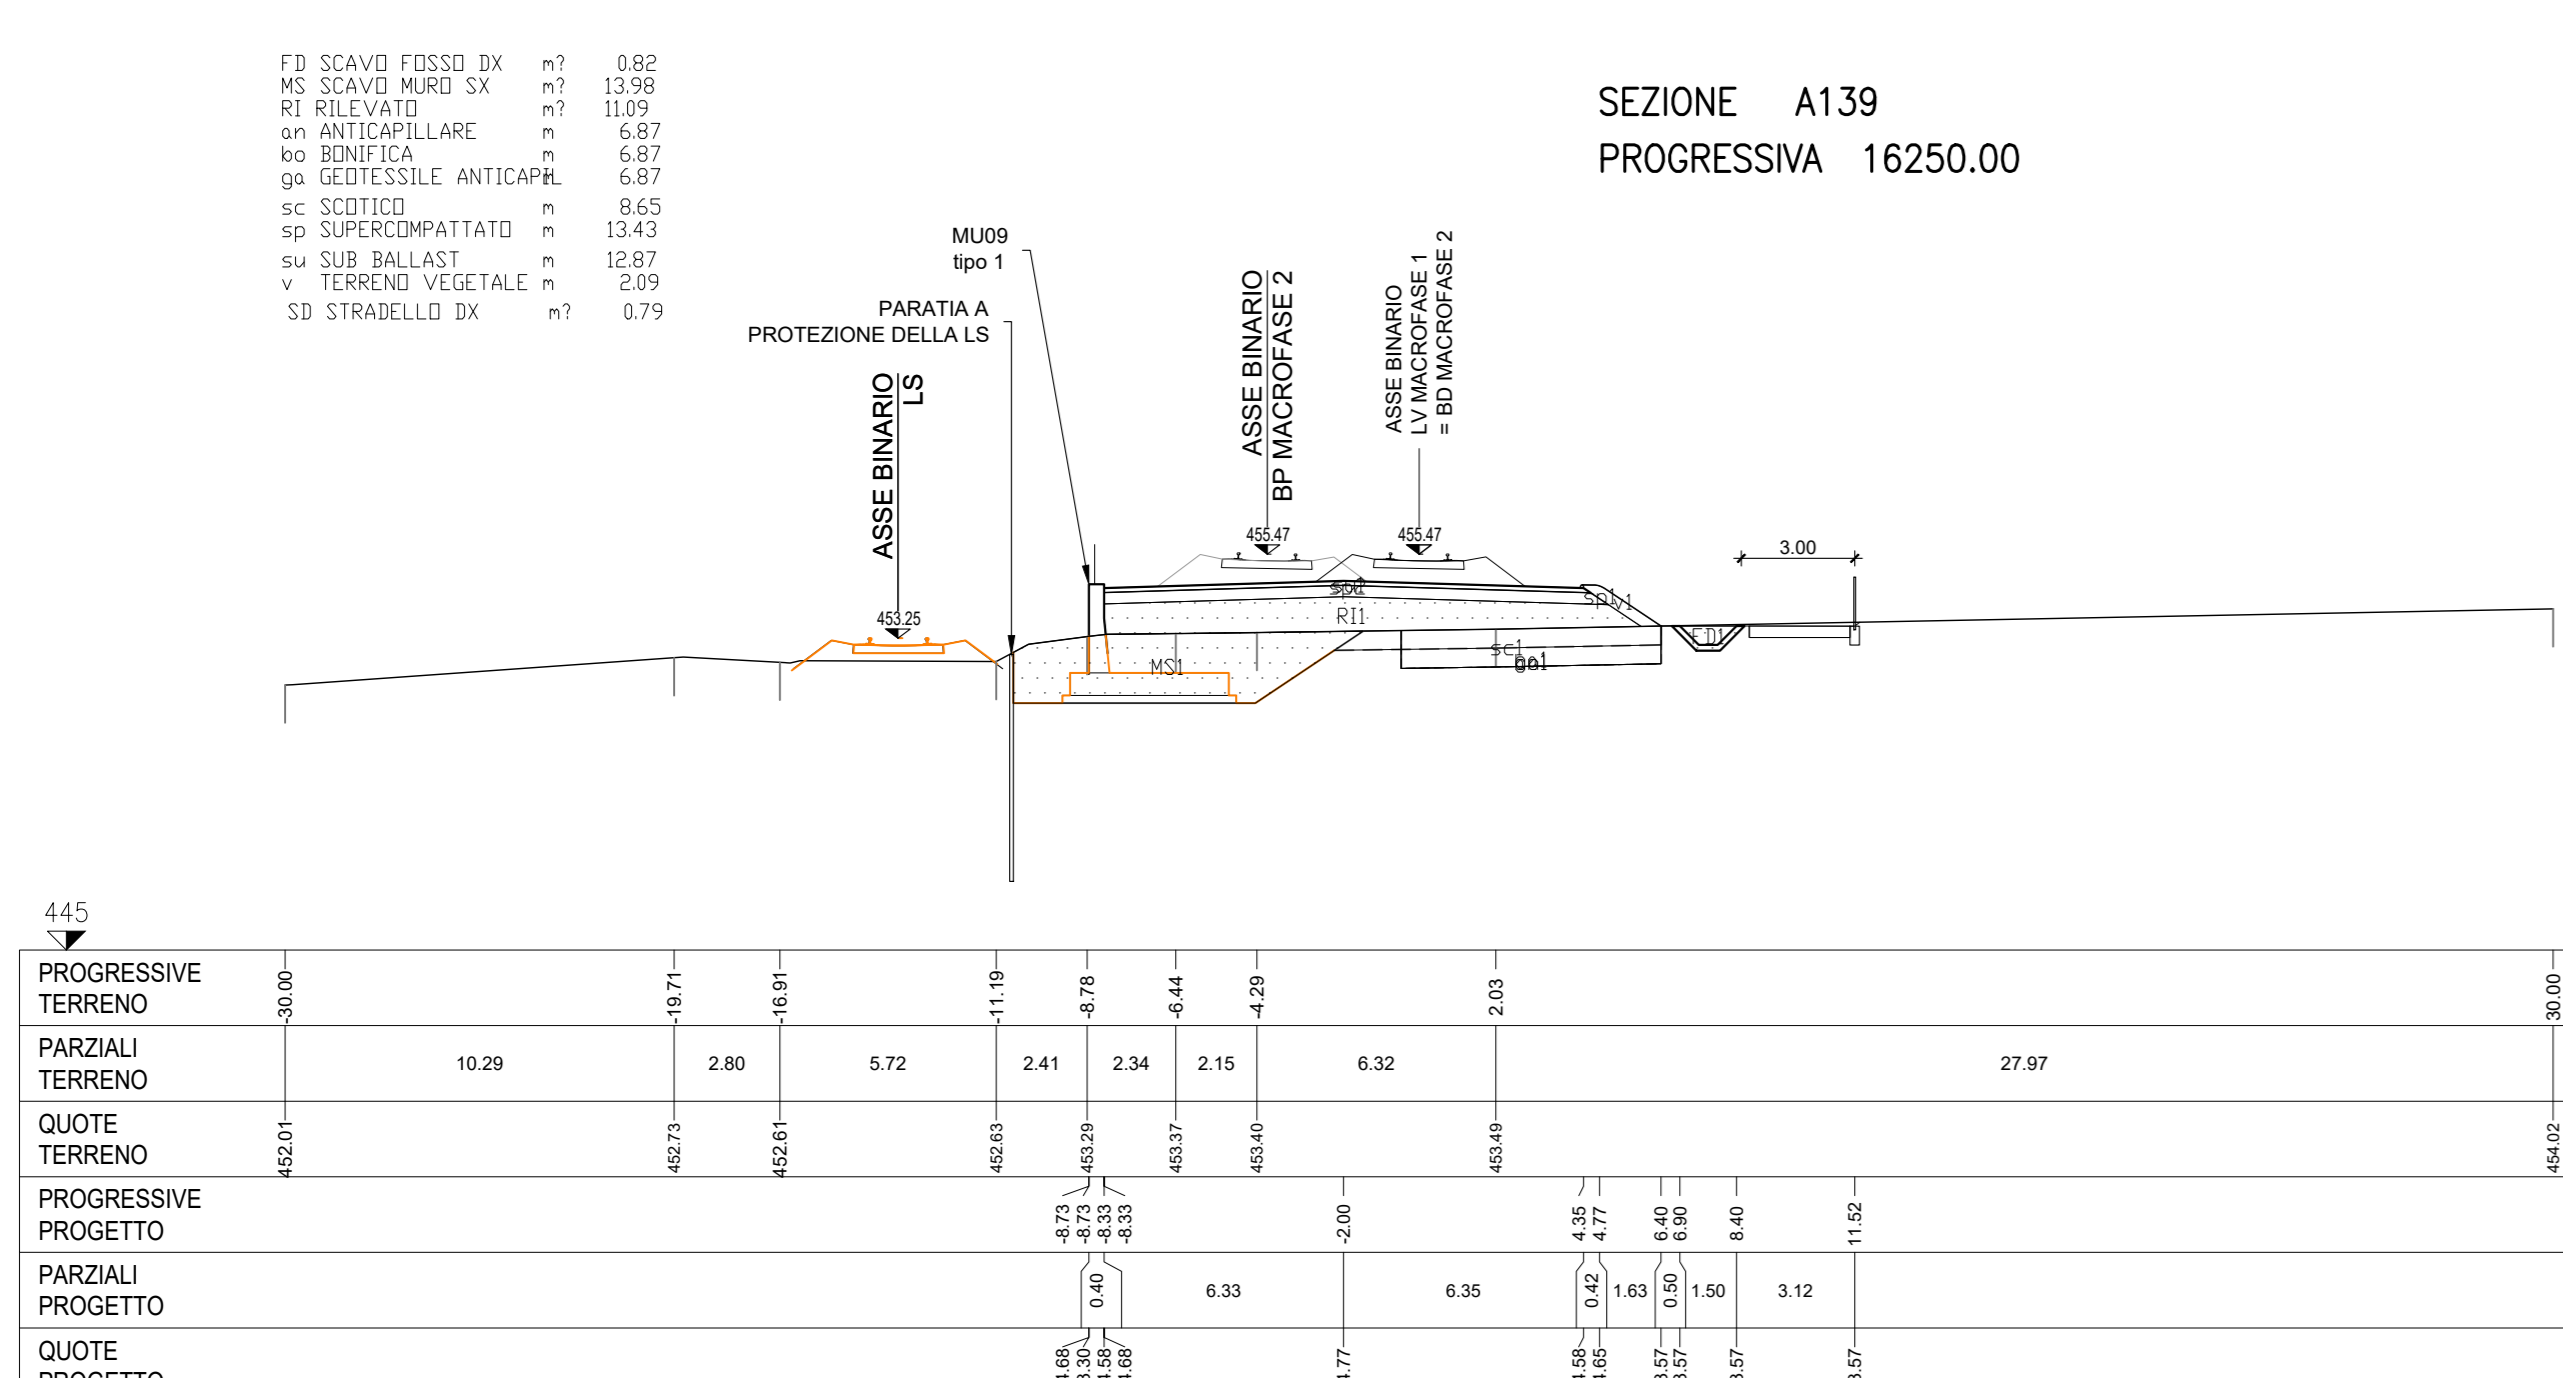 FD SCAVO FOSSO DX m? 0.82
MS SCAVO MURO SX m? 13.98
RI RILEVATO m? 11.09
an ANTICAPILLARE m 6.87
bo BONIFICA m 6.87
ga GEOTESSILE ANTICAPIL m 6.87
sc SCOTICO m 8.65
sp SUPERCOMPATTATO m 13.43
su SUB BALLAST m 12.87
v TERRENO VEGETALE m 2.09
SD STRADELLO DX m? 0.79
SEZIONE A139
PROGRESSIVA 16250.00
MU09
tipo 1
PARATIA A
PROTEZIONE DELLA LS
ASSE BINARIO
LS
ASSE BINARIO
BP MACROFASE 2
ASSE BINARIO
LV MACROFASE 1
= BD MACROFASE 2
453.25
455.47
455.47
3.00
RI1
sp1
v1
FD1
MS1
sc1
445
PROGRESSIVE
TERRENO
-30.00 -19.71 -16.91 -11.19 -8.78 -6.44 -4.29 2.03 30.00
PARZIALI
TERRENO
10.29 2.80 5.72 2.41 2.34 2.15 6.32 27.97
QUOTE
TERRENO
452.01 452.73 452.61 452.63 453.29 453.37 453.40 453.49 454.02
PROGRESSIVE
PROGETTO
-8.73 -8.73 -8.33 -8.33 -2.00 4.35 4.77 6.40 6.90 8.40 11.52
PARZIALI
PROGETTO
0.40 6.33 6.35 0.42 1.63 0.50 1.50 3.12
QUOTE
PROGETTO